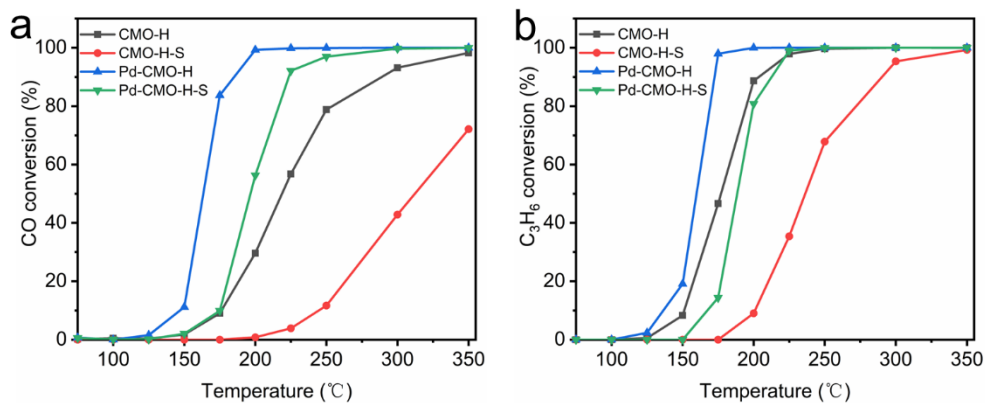 a
CMO-H
CMO-H-S
Pd-CMO-H
Pd-CMO-H-S
CO conversion (%)
100
80
60
40
20
0
100 150 200 250 300 350
Temperature (℃)
b
CMO-H
CMO-H-S
Pd-CMO-H
Pd-CMO-H-S
C₃H₆ conversion (%)
100
80
60
40
20
0
100 150 200 250 300 350
Temperature (℃)